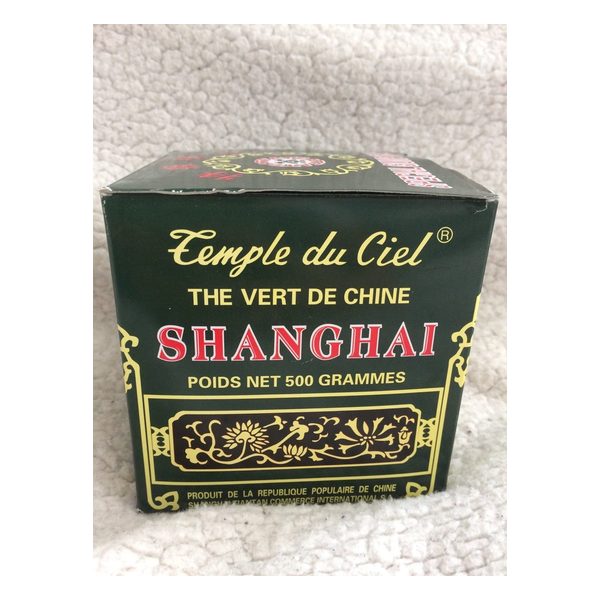 Temple du Ciel ®
THE VERT DE CHINE
SHANGHAI
POIDS NET 500 GRAMMES
PRODUIT DE LA REPUBLIQUE POPULAIRE DE CHINE
COMMERCE INTERNATIONAL S.A.